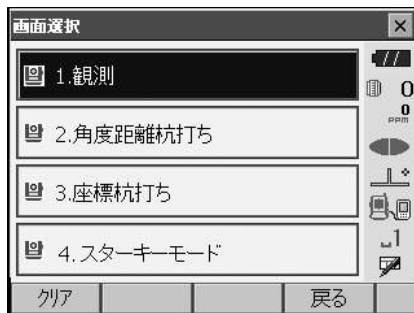 画面選択
1.観測
2.角度距離杭打ち
3.座標杭打ち
4.スターキーモード
0
0
ppm
1
クリア
戻る